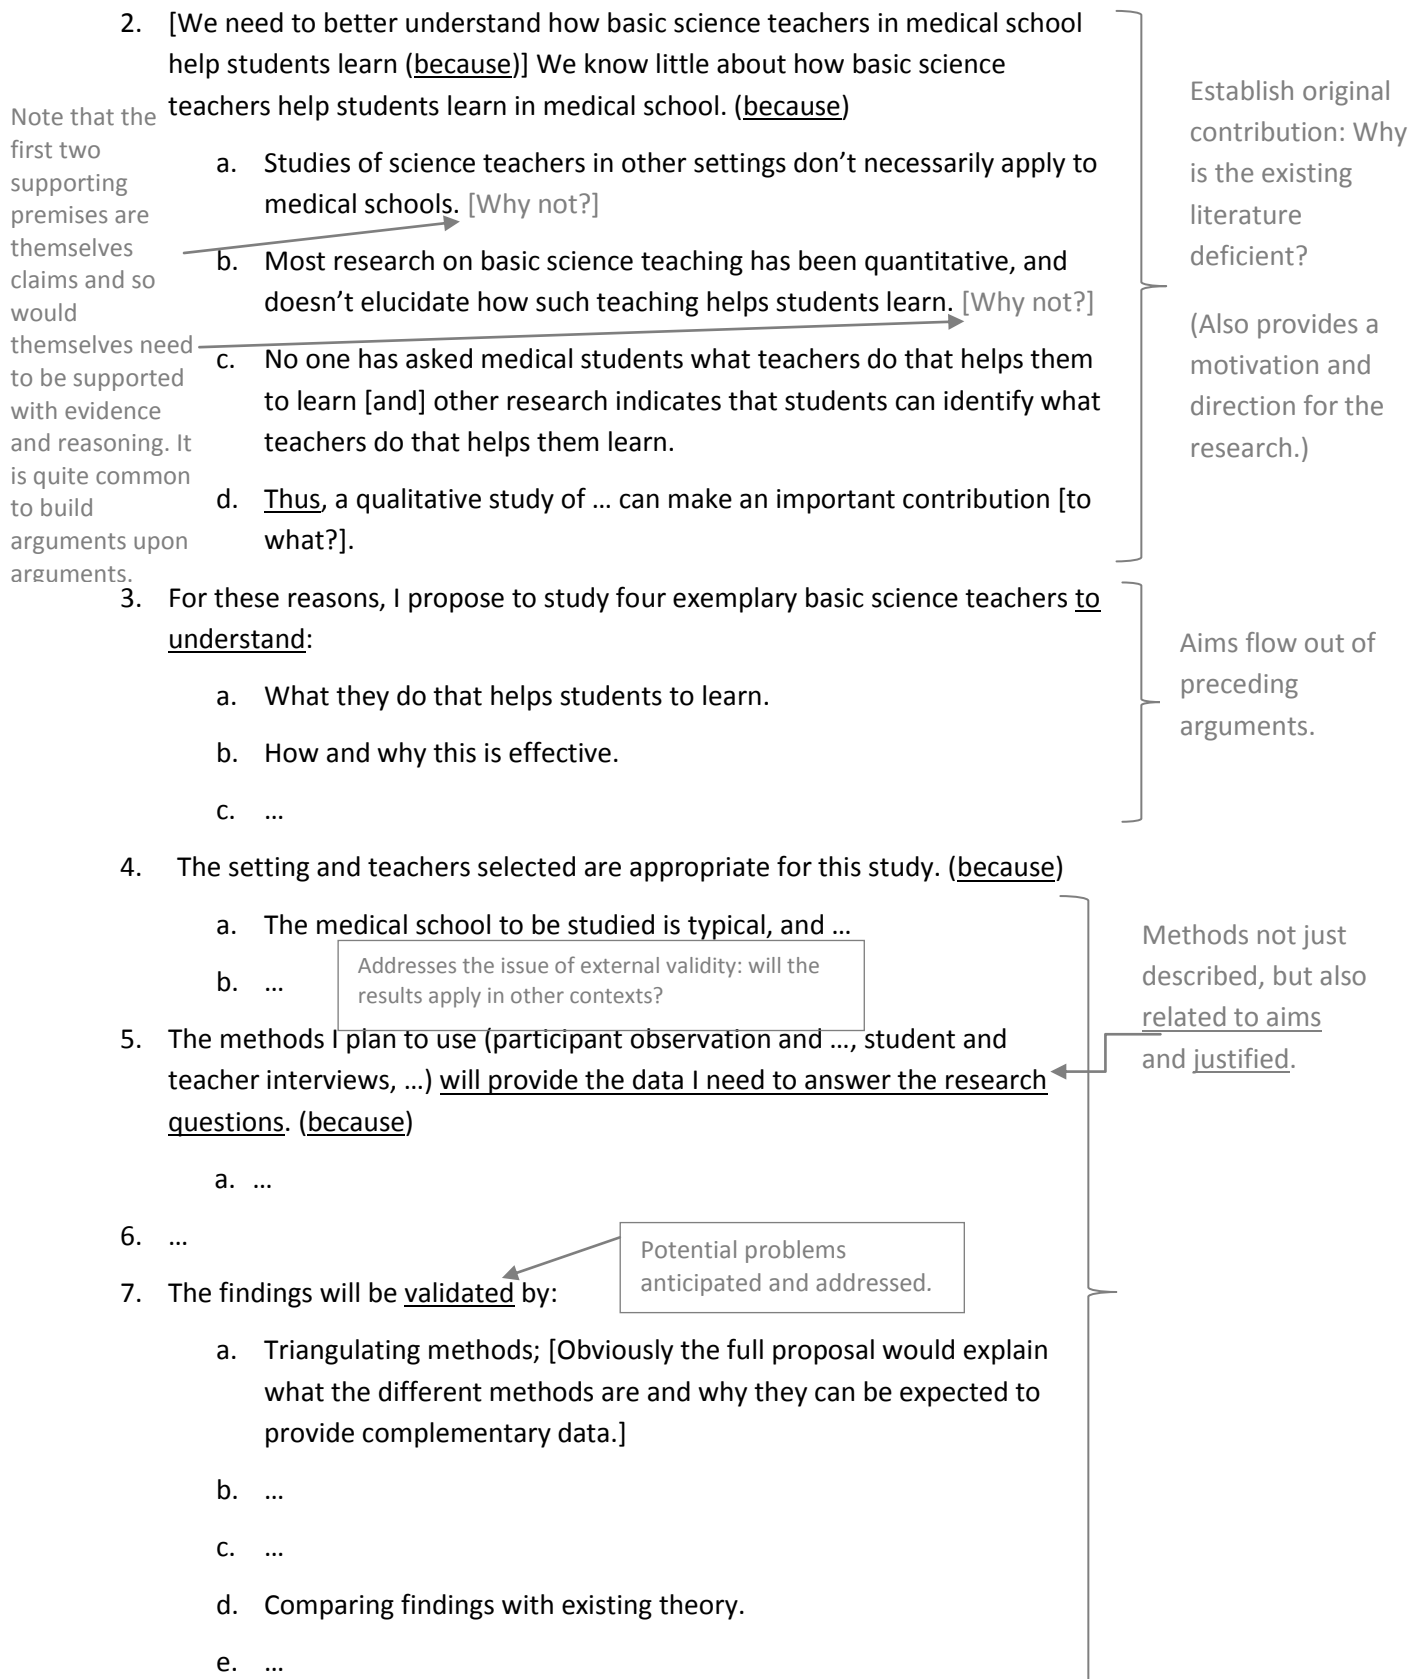 2. [We need to better understand how basic science teachers in medical school
help students learn (because)] We know little about how basic science
teachers help students learn in medical school. (because)
Note that the
first two
supporting
premises are
themselves
claims and so
would
themselves need
to be supported
with evidence
and reasoning. It
is quite common
to build
arguments upon
arguments.
a. Studies of science teachers in other settings don’t necessarily apply to
medical schools. [Why not?]
b. Most research on basic science teaching has been quantitative, and
doesn’t elucidate how such teaching helps students learn. [Why not?]
c. No one has asked medical students what teachers do that helps them
to learn [and] other research indicates that students can identify what
teachers do that helps them learn.
d. Thus, a qualitative study of … can make an important contribution [to
what?].
Establish original
contribution: Why
is the existing
literature
deficient?
(Also provides a
motivation and
direction for the
research.)
3. For these reasons, I propose to study four exemplary basic science teachers to
understand:
a. What they do that helps students to learn.
b. How and why this is effective.
c. …
Aims flow out of
preceding
arguments.
4. The setting and teachers selected are appropriate for this study. (because)
a. The medical school to be studied is typical, and …
b. …
Addresses the issue of external validity: will the
results apply in other contexts?
5. The methods I plan to use (participant observation and …, student and
teacher interviews, …) will provide the data I need to answer the research
questions. (because)
a. …
Methods not just
described, but also
related to aims
and justified.
6. …
7. The findings will be validated by:
Potential problems
anticipated and addressed.
a. Triangulating methods; [Obviously the full proposal would explain
what the different methods are and why they can be expected to
provide complementary data.]
b. …
c. …
d. Comparing findings with existing theory.
e. …